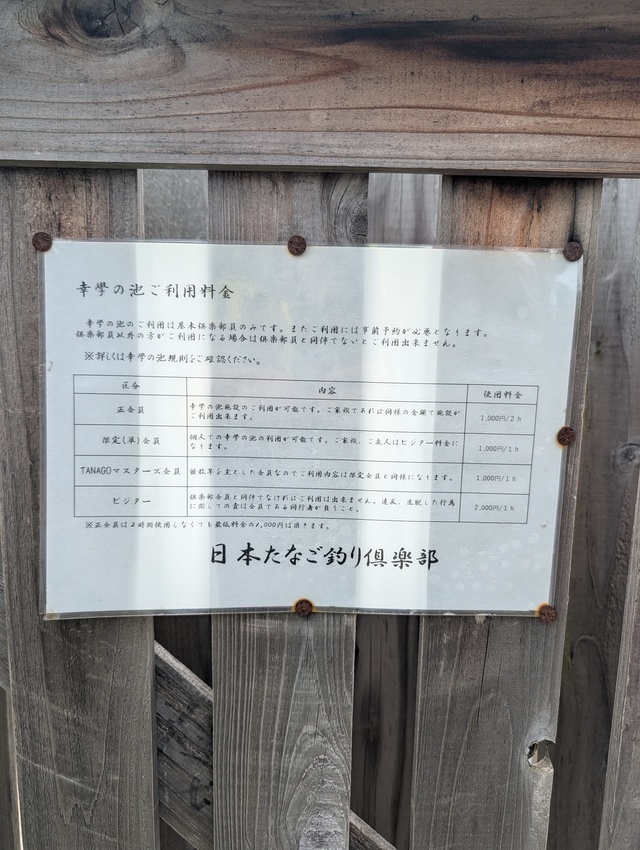 幸學の池ご利用料金
幸學の池のご利用は基本倶楽部員のみです。またご利用には事前予約が必要となります。
倶楽部員以外の方がご利用になる場合は倶楽部員と同伴でないとご利用出来ません。
※詳しくは幸學の池規則をご確認ください。
区分 内容 使用料金
正会員 幸學の池施設のご利用が可能です。ご家族であれば同様の金額で施設が
ご利用出来ます。 1,000円/2h
限定(準)会員 個人での幸學の池の利用が可能です。ご家族、ご友人はビジター料金に
なります。 1,000円/1h
TANAGOマスターズ会員 競技等を主とした会員なのでご利用内容は限定会員と同様になります。 1,000円/1h
ビジター 倶楽部会員と同伴でなければご利用は出来ません。違反、逸脱した行為
に関しての責は会員である同行者が負うこと。 2,000円/1h
※正会員は2時間使用しなくても最低料金の1,000円は頂きます。
日本たなご釣り倶楽部